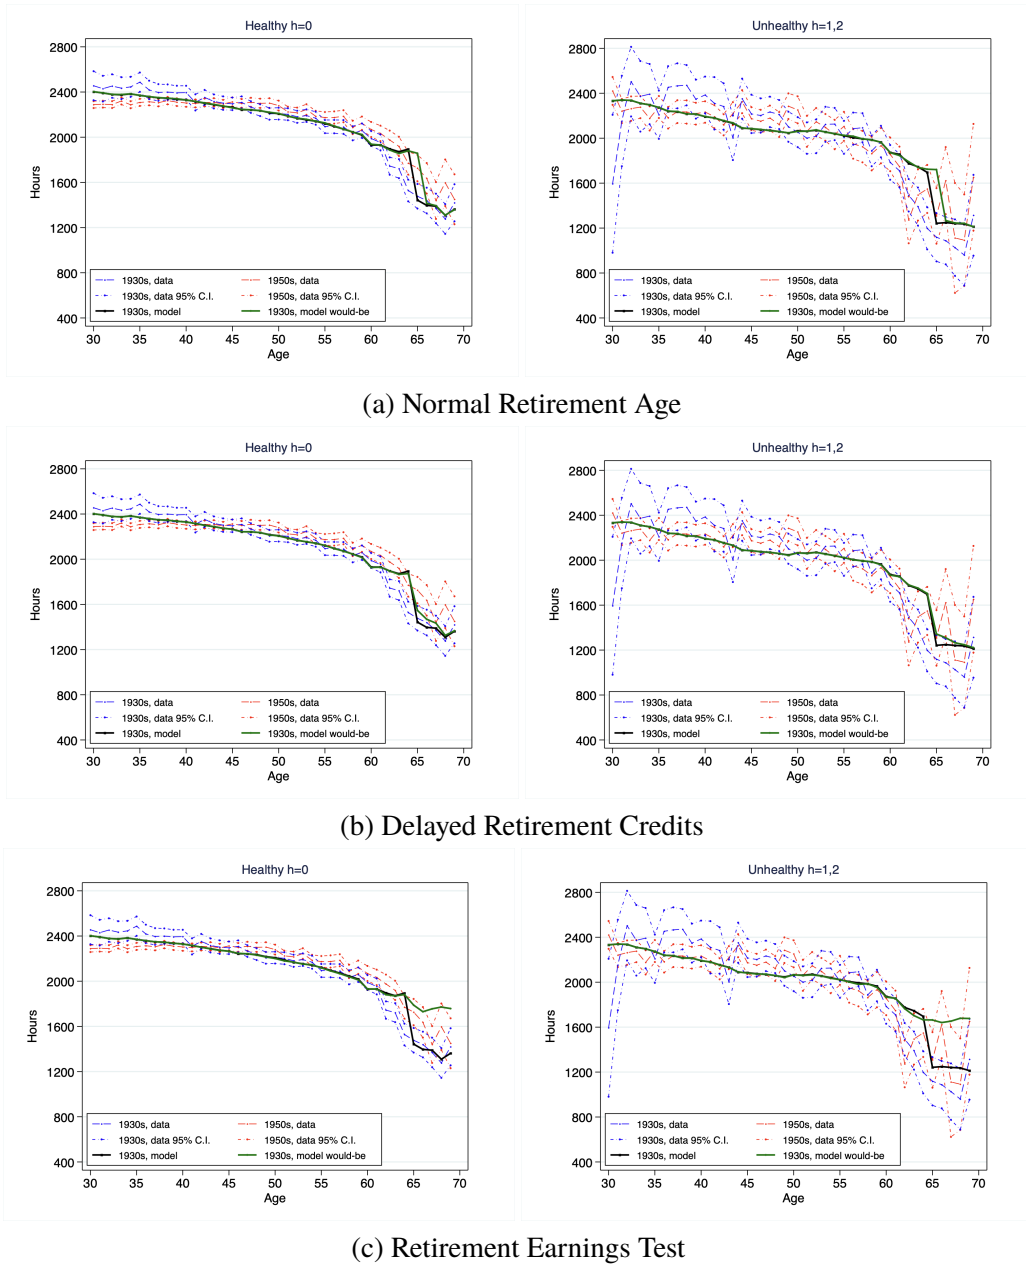 Healthy h=0
Unhealthy h=1,2
2800
2400
2000
1600
1200
800
400
Hours
1930s, data
1950s, data
1930s, data 95% C.I.
1950s, data 95% C.I.
1930s, model
1930s, model would-be
30 35 40 45 50 55 60 65 70
Age
2800
2400
2000
1600
1200
800
400
Hours
1930s, data
1950s, data
1930s, data 95% C.I.
1950s, data 95% C.I.
1930s, model
1930s, model would-be
30 35 40 45 50 55 60 65 70
Age
(a) Normal Retirement Age
Healthy h=0
Unhealthy h=1,2
2800
2400
2000
1600
1200
800
400
Hours
1930s, data
1950s, data
1930s, data 95% C.I.
1950s, data 95% C.I.
1930s, model
1930s, model would-be
30 35 40 45 50 55 60 65 70
Age
2800
2400
2000
1600
1200
800
400
Hours
1930s, data
1950s, data
1930s, data 95% C.I.
1950s, data 95% C.I.
1930s, model
1930s, model would-be
30 35 40 45 50 55 60 65 70
Age
(b) Delayed Retirement Credits
Healthy h=0
Unhealthy h=1,2
2800
2400
2000
1600
1200
800
400
Hours
1930s, data
1950s, data
1930s, data 95% C.I.
1950s, data 95% C.I.
1930s, model
1930s, model would-be
30 35 40 45 50 55 60 65 70
Age
2800
2400
2000
1600
1200
800
400
Hours
1930s, data
1950s, data
1930s, data 95% C.I.
1950s, data 95% C.I.
1930s, model
1930s, model would-be
30 35 40 45 50 55 60 65 70
Age
(c) Retirement Earnings Test